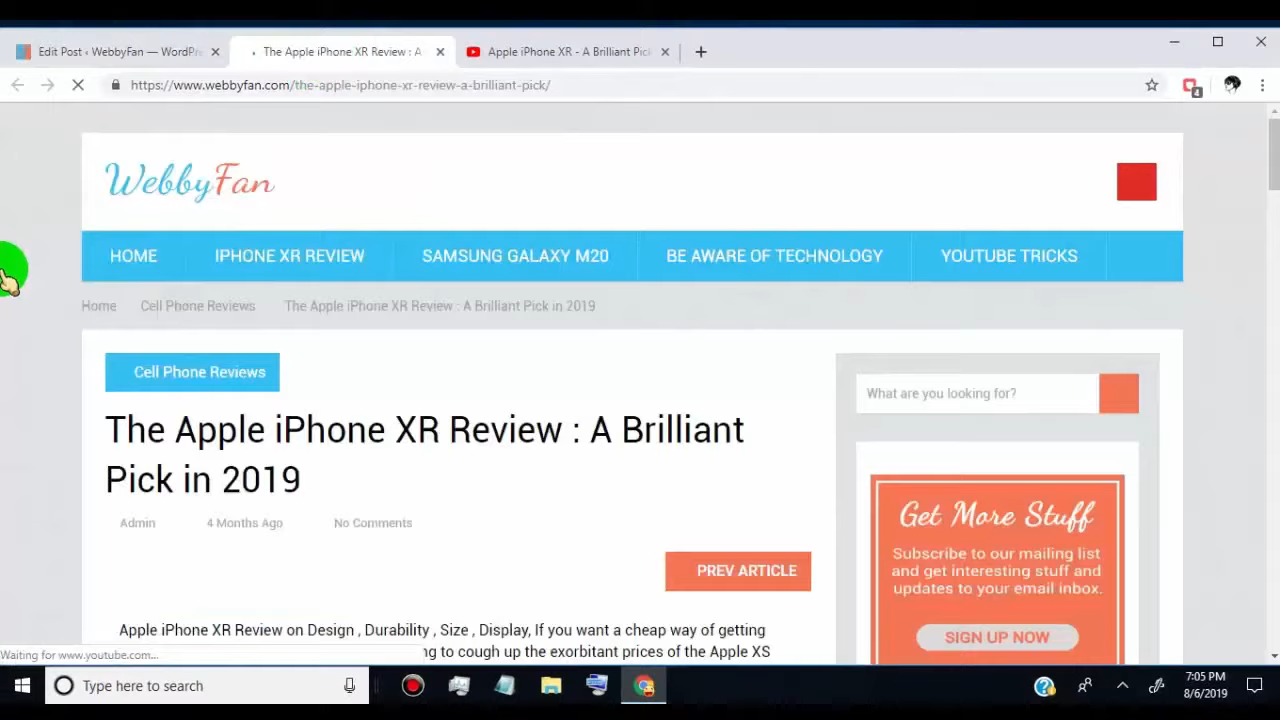 Edit Post ‹ WebbyFan — WordPre
The Apple iPhone XR Review : A
Apple iPhone XR - A Brilliant Pick
https://www.webbyfan.com/the-apple-iphone-xr-review-a-brilliant-pick/
4
WebbyFan
HOME
IPHONE XR REVIEW
SAMSUNG GALAXY M20
BE AWARE OF TECHNOLOGY
YOUTUBE TRICKS
Home
Cell Phone Reviews
The Apple iPhone XR Review : A Brilliant Pick in 2019
Cell Phone Reviews
What are you looking for?
The Apple iPhone XR Review : A Brilliant
Pick in 2019
Admin
4 Months Ago
No Comments
PREV ARTICLE
Get More Stuff
Subscribe to our mailing list
and get interesting stuff and
updates to your email inbox.
SIGN UP NOW
Apple iPhone XR Review on Design , Durability , Size , Display, If you want a cheap way of getting
ng to cough up the exorbitant prices of the Apple XS
Waiting for www.youtube.com...
Type here to search
7:05 PM
8/6/2019